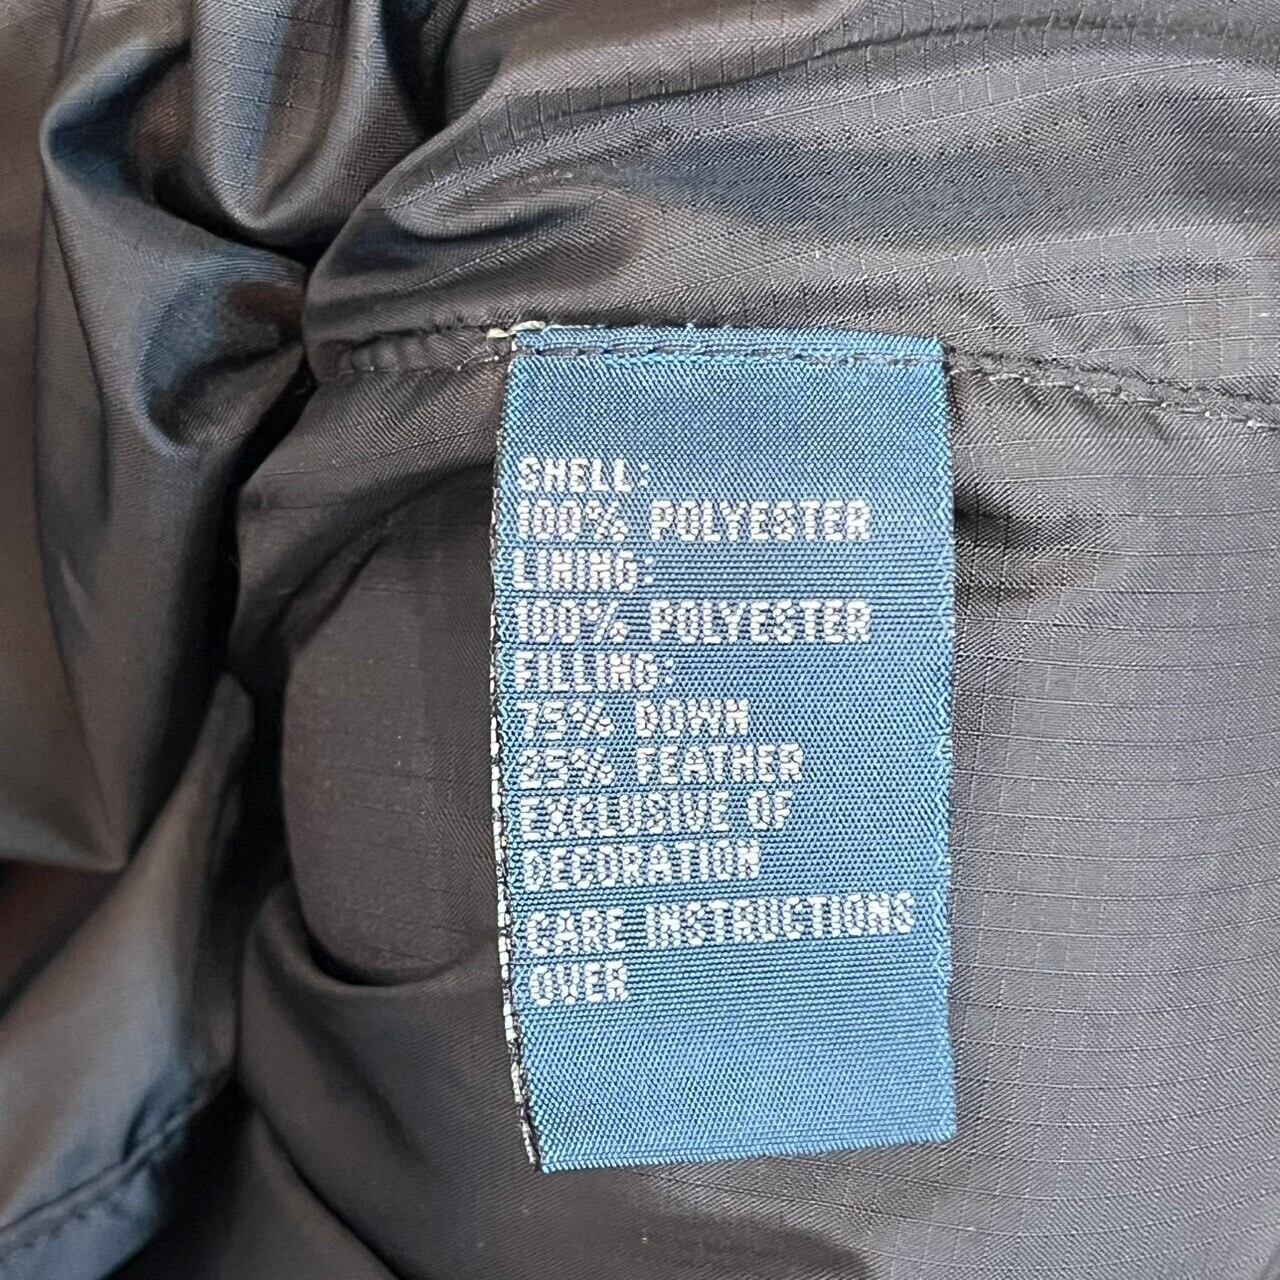 SHELL:
100% POLYESTER
LINING:
100% POLYESTER
FILLING:
75% DOWN
25% FEATHER
EXCLUSIVE OF
DECORATION
CARE INSTRUCTIONS
OVER